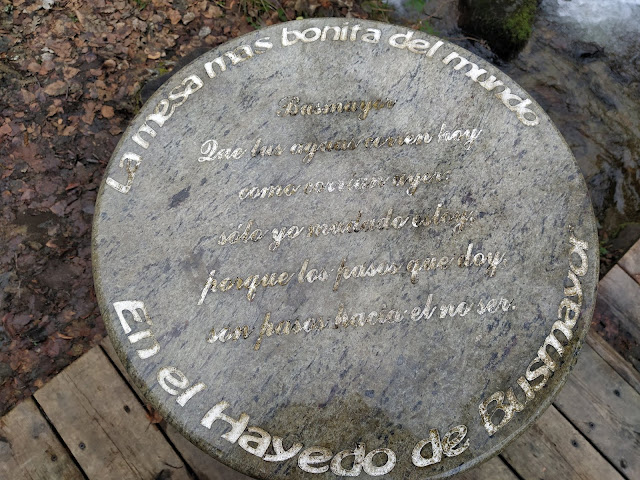 La mesa mas bonita del mundo
Busmayor
Que tus aguas corren hoy
como corrían ayer;
sólo yo mudado estoy,
porque los pasos que doy
son pasos hacia el no ser.
En el Hayedo de Busmayor